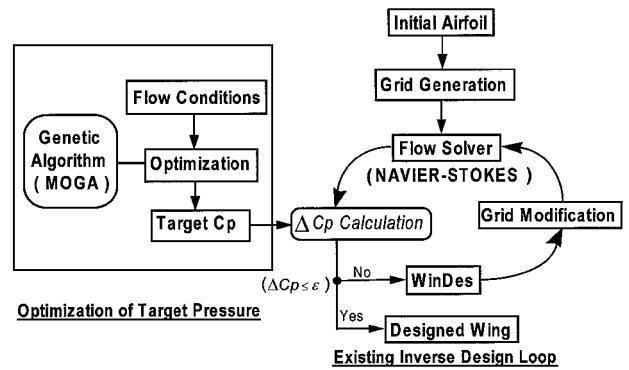 Initial Airfoil
Grid Generation
Flow Conditions
Genetic
Algorithm
( MOGA )
Optimization
Flow Solver
(NAVIER-STOKES )
Target Cp
Δ Cp Calculation
Grid Modification
(ΔCp ≤ ε )
No
WinDes
Optimization of Target Pressure
Yes
Designed Wing
Existing Inverse Design Loop